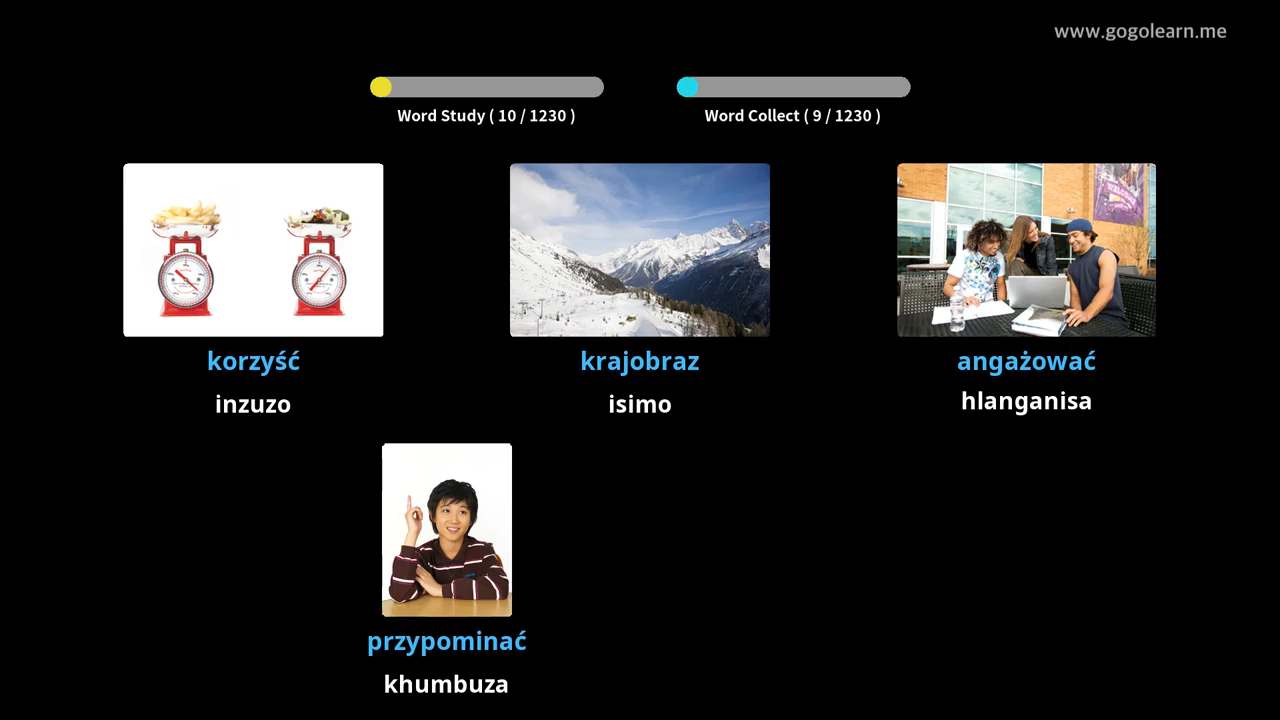 www.gogolearn.me
Word Study ( 10 / 1230 )
Word Collect ( 9 / 1230 )
WELCOME
korzyść
krajobraz
angażować
inzuzo
isimo
hlanganisa
przypominać
khumbuza